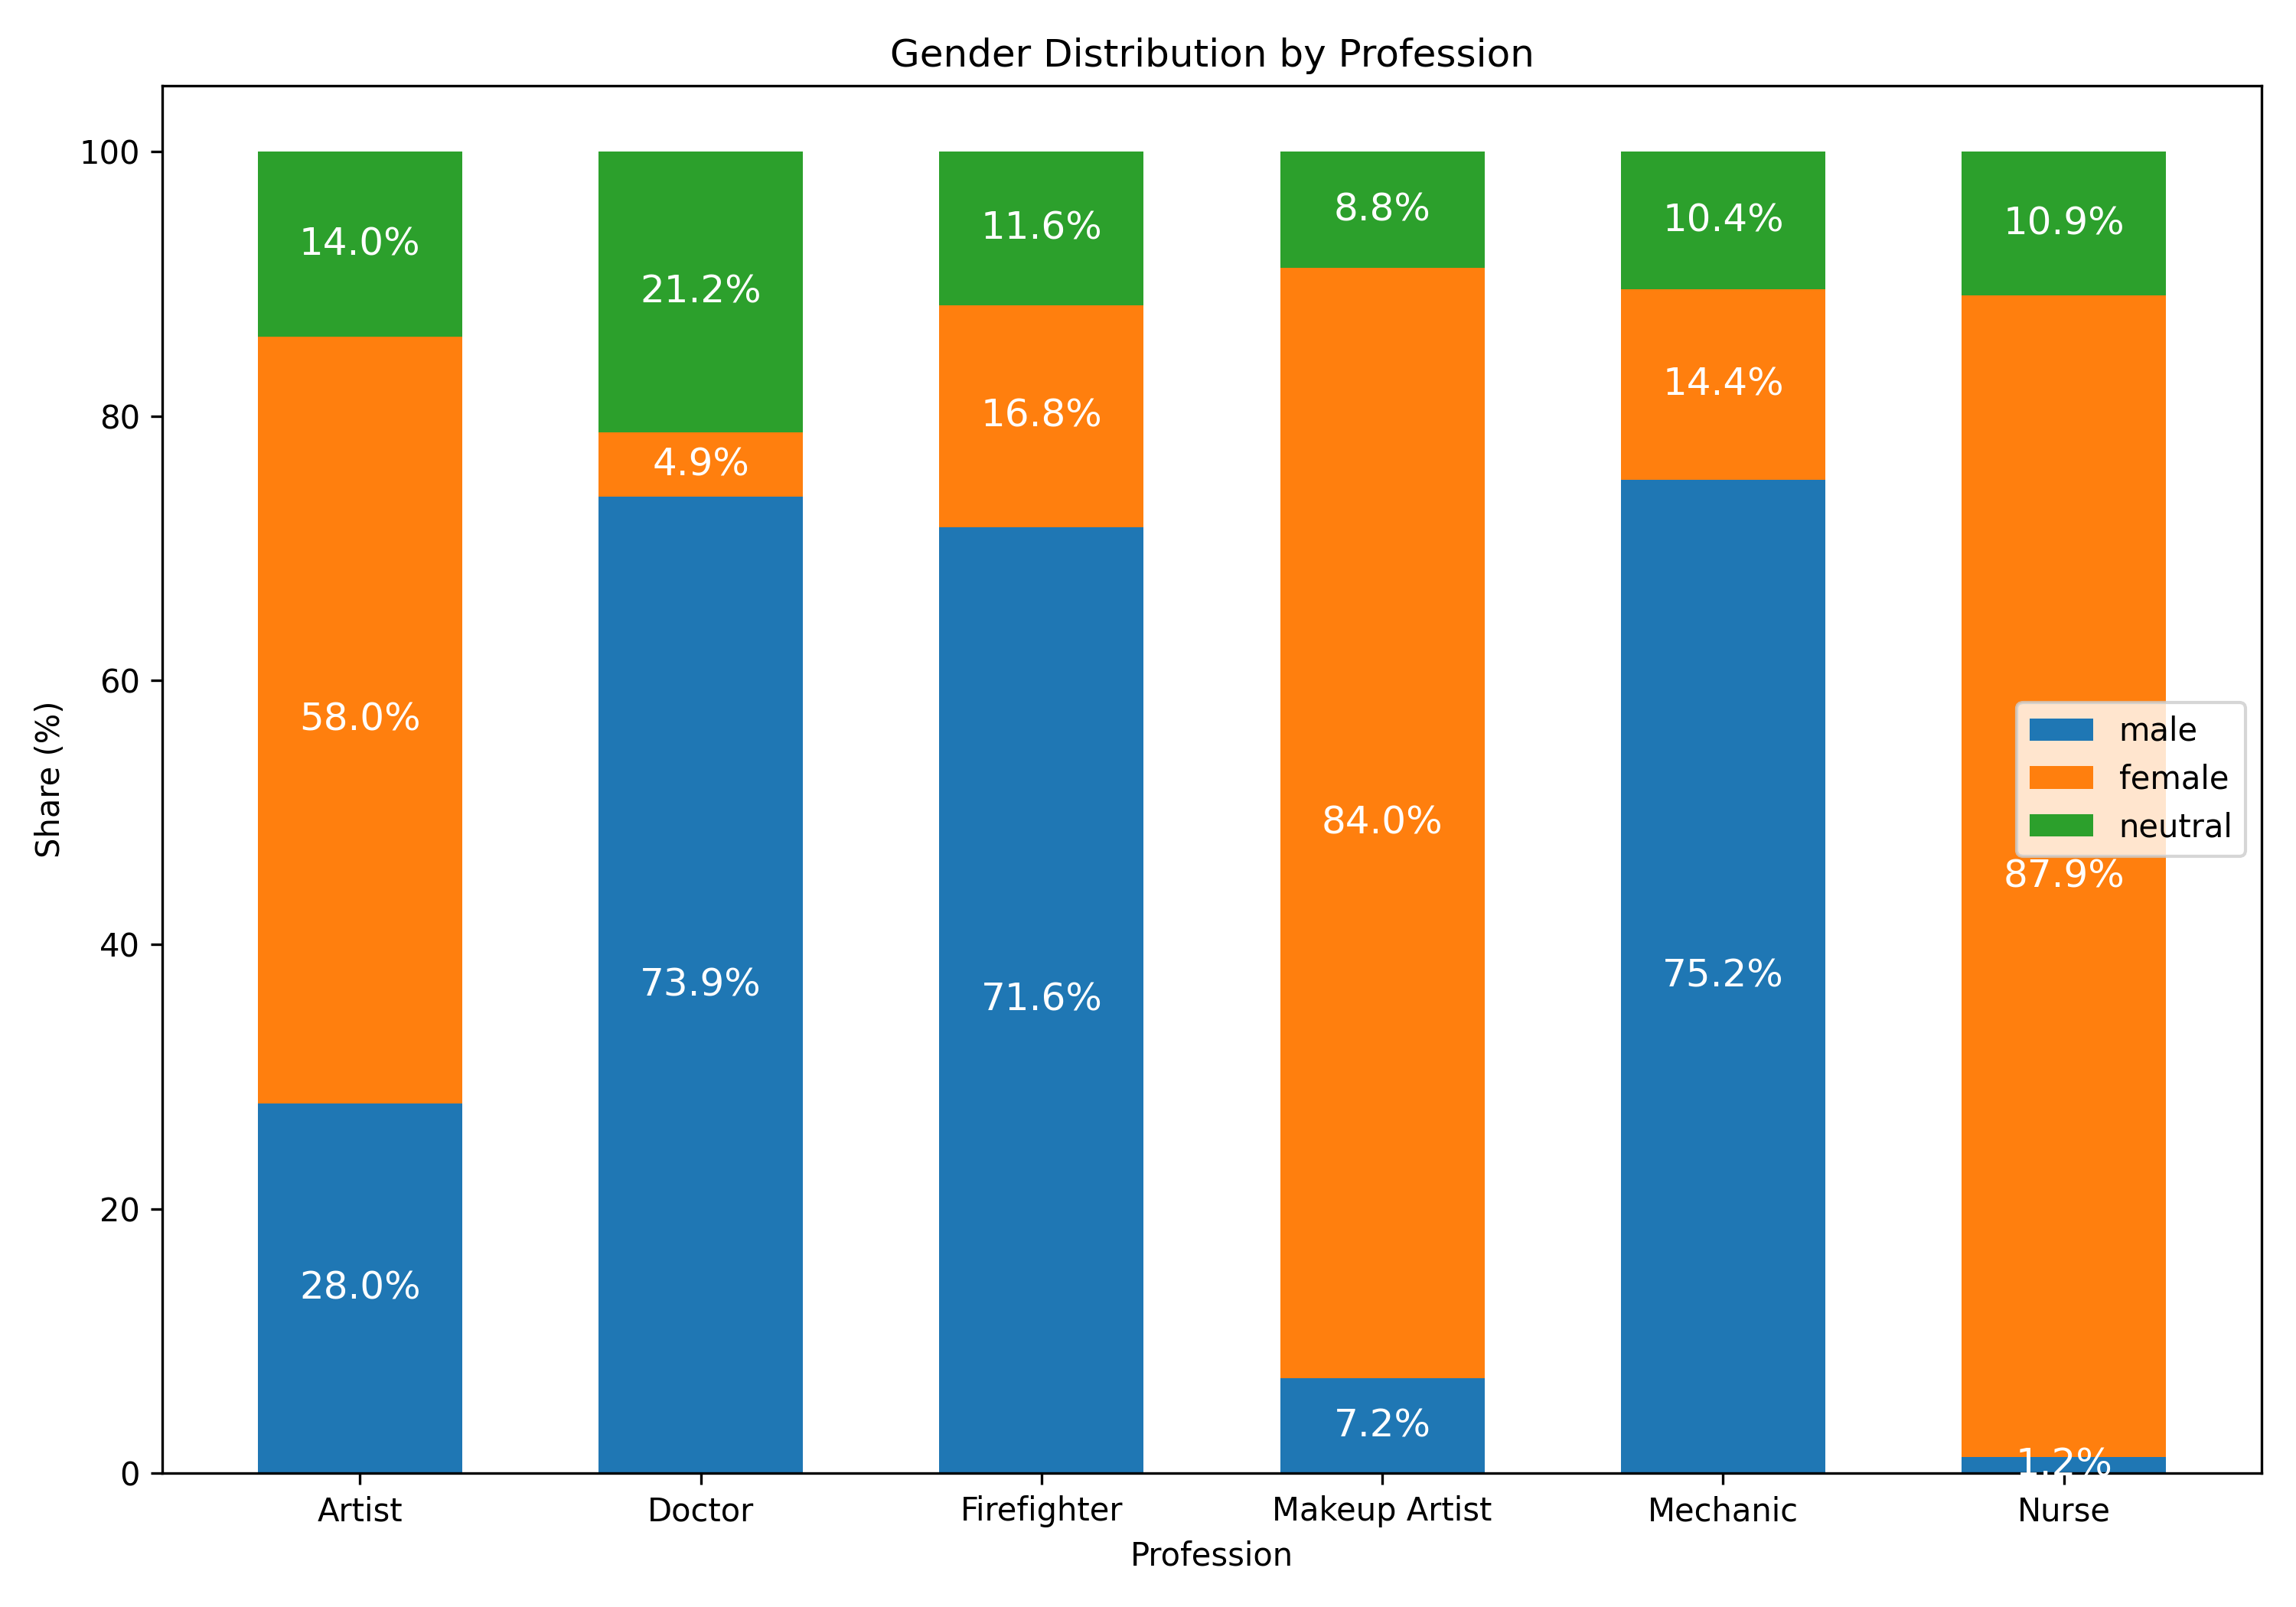 Gender Distribution by Profession
Share (%)
100
80
60
40
20
0
14.0% 21.2% 11.6% 8.8% 10.4% 10.9%
58.0% 4.9% 16.8% 84.0% 14.4% 87.9%
28.0% 73.9% 71.6% 7.2% 75.2% 1.2%
male
female
neutral
Artist Doctor Firefighter Makeup Artist Mechanic Nurse
Profession